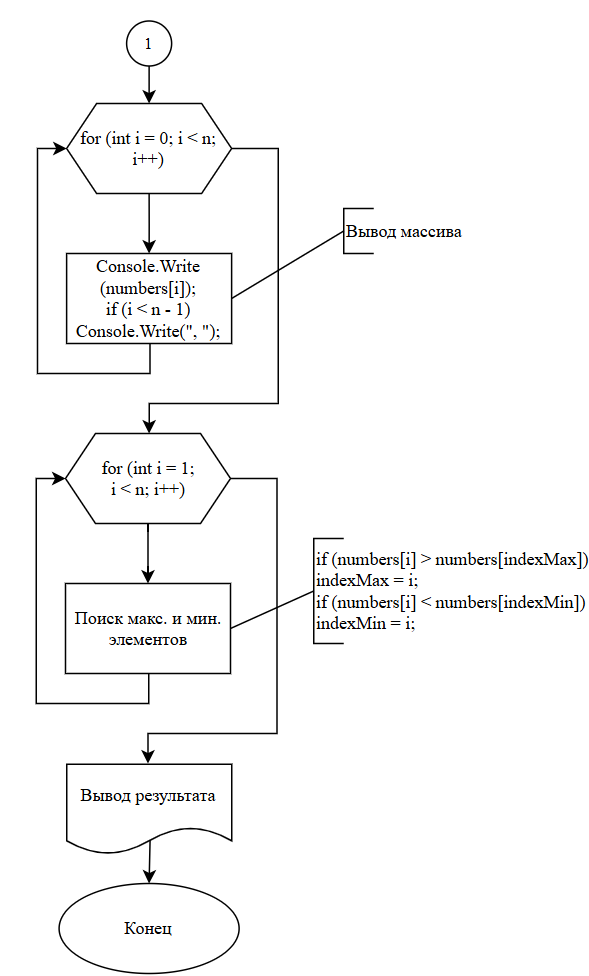 1
for (int i = 0; i < n;
i++)
Вывод массива
Console.Write
(numbers[i]);
if (i < n - 1)
Console.Write(", ");
for (int i = 1;
i < n; i++)
if (numbers[i] > numbers[indexMax])
indexMax = i;
if (numbers[i] < numbers[indexMin])
indexMin = i;
Поиск макс. и мин.
элементов
Вывод результата
Конец